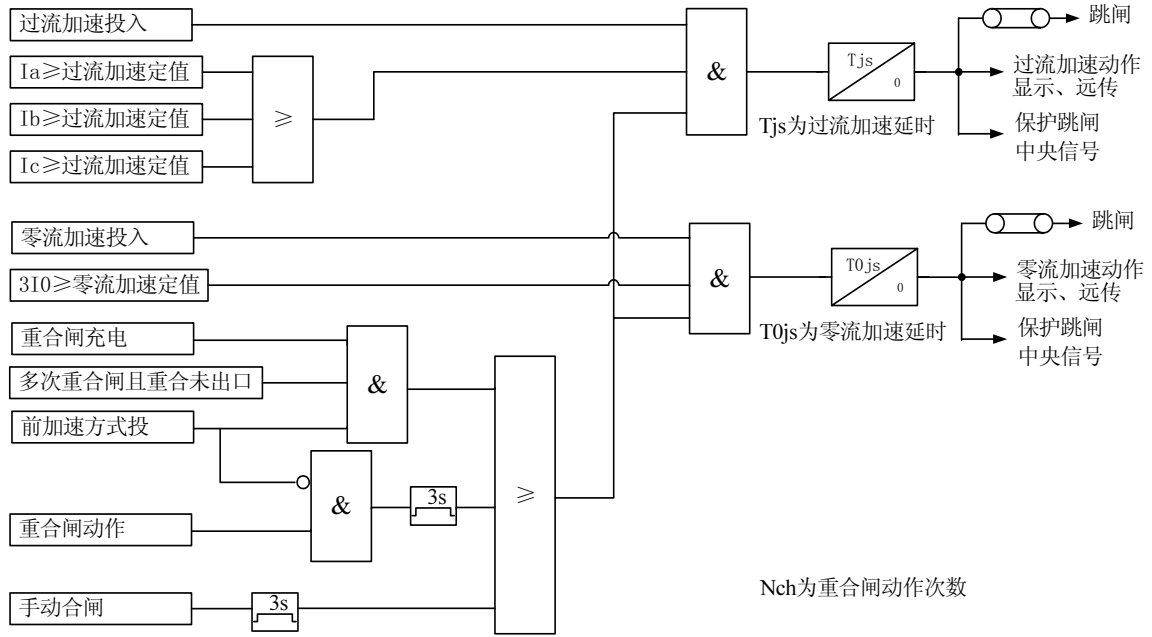 过流加速投入
Ia≥过流加速定值
Ib≥过流加速定值
Ic≥过流加速定值
≥
&
Tjs
0
Tjs为过流加速延时
跳闸
过流加速动作
显示、远传
保护跳闸
中央信号
零流加速投入
3I0≥零流加速定值
&
T0js
0
T0js为零流加速延时
跳闸
零流加速动作
显示、远传
保护跳闸
中央信号
重合闸充电
多次重合闸且重合未出口
前加速方式投
&
&
3s
≥
重合闸动作
手动合闸
3s
Nch为重合闸动作次数